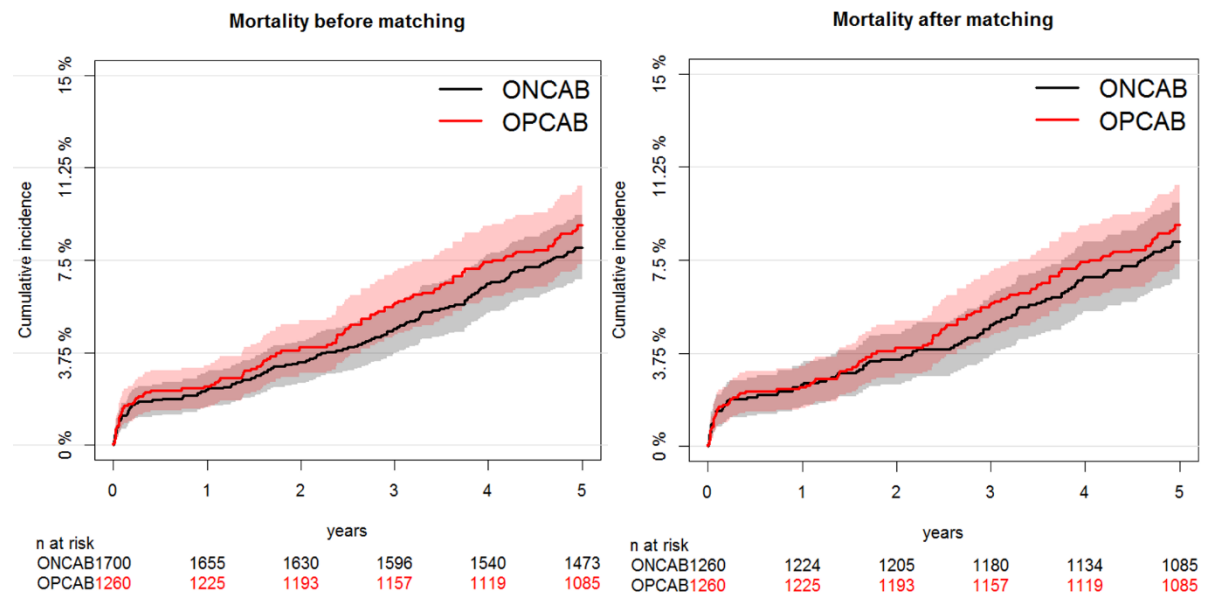 Mortality before matching
15 %
11.25 %
7.5 %
3.75 %
0 %
Cumulative incidence
ONCAB
OPCAB
0 1 2 3 4 5
years
n at risk
ONCAB1700 1655 1630 1596 1540 1473
OPCAB1260 1225 1193 1157 1119 1085
Mortality after matching
15 %
11.25 %
7.5 %
3.75 %
0 %
Cumulative incidence
ONCAB
OPCAB
0 1 2 3 4 5
years
n at risk
ONCAB1260 1224 1205 1180 1134 1085
OPCAB1260 1225 1193 1157 1119 1085